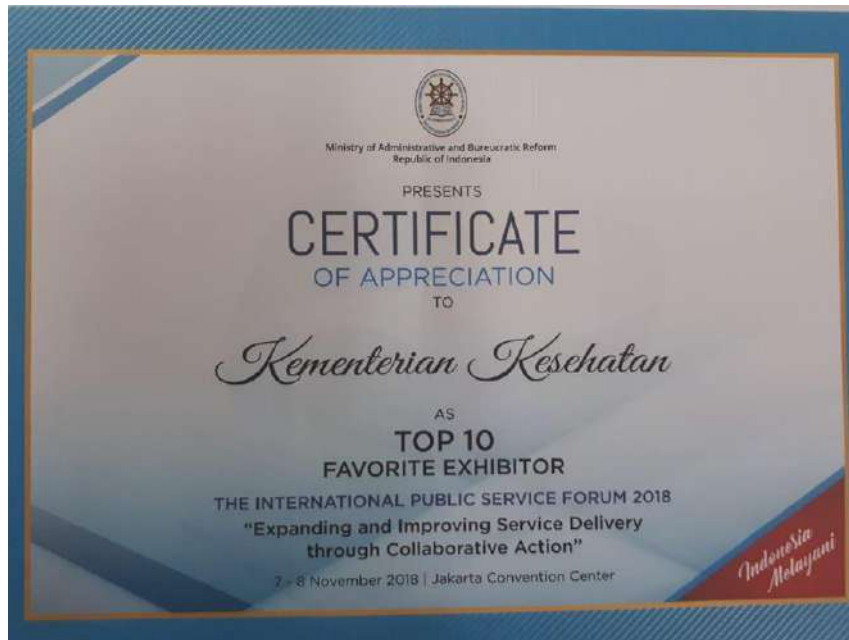 Ministry of Administrative and Bureucratic Reform
Republic of Indonesia
PRESENTS
CERTIFICATE
OF APPRECIATION
TO
Kementerian Kesehatan
AS
TOP 10
FAVORITE EXHIBITOR
THE INTERNATIONAL PUBLIC SERVICE FORUM 2018
"Expanding and Improving Service Delivery
through Collaborative Action"
7 - 8 November 2018 | Jakarta Convention Center
Indonesia
Melayani